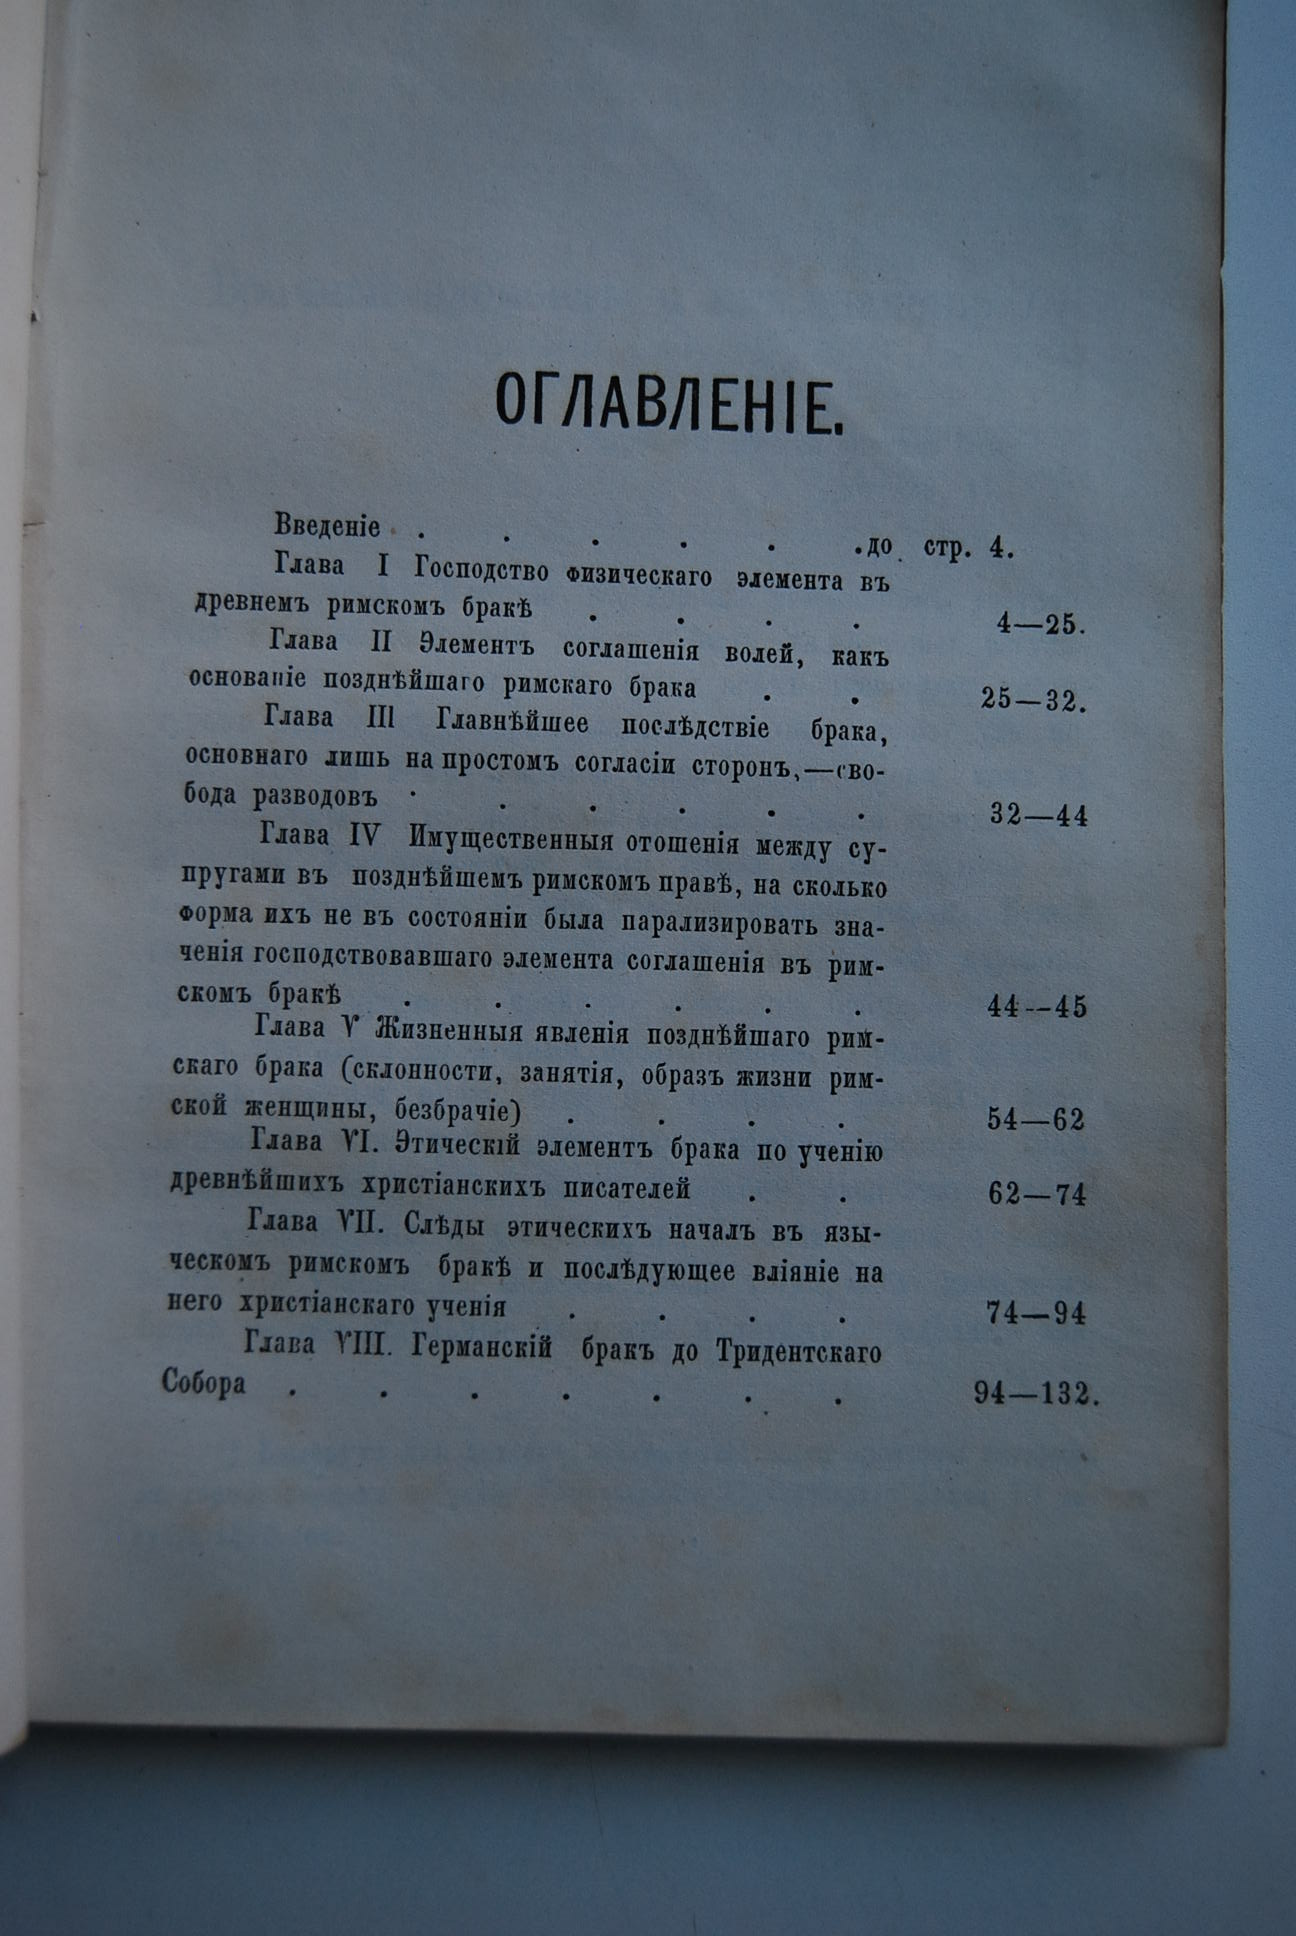 ОГЛАВЛЕНІЕ.
Введеніе . . . . . . до стр. 4.
Глава I Господство физическаго элемента въ
древнемъ римскомъ бракѣ . . . . 4—25.
Глава II Элементъ соглашенія волей, какъ
основаніе позднѣйшаго римскаго брака . . 25—32.
Глава III Главнѣйшее послѣдствіе брака,
основнаго лишь на простомъ согласіи сторонъ,—сво-
бода разводовъ . . . . . . 32—44
Глава IV Имущественныя отошенія между су-
пругами въ позднѣйшемъ римскомъ правѣ, на сколько
форма ихъ не въ состояніи была парализировать зна-
ченія господствовавшаго элемента соглашенія въ рим-
скомъ бракѣ . . . . . . 44--45
Глава V Жизненныя явленія позднѣйшаго рим-
скаго брака (склонности, занятія, образъ жизни рим-
ской женщины, безбрачіе) . . . . 54—62
Глава VI. Этическій элементъ брака по ученію
древнѣйшихъ христіанскихъ писателей . . 62—74
Глава VII. Слѣды этическихъ началъ въ язы-
ческомъ римскомъ бракѣ и послѣдующее вліяніе на
него христіанскаго ученія . . . . 74—94
Глава VIII. Германскій бракъ до Тридентскаго
Собора . . . . . . . 94—132.